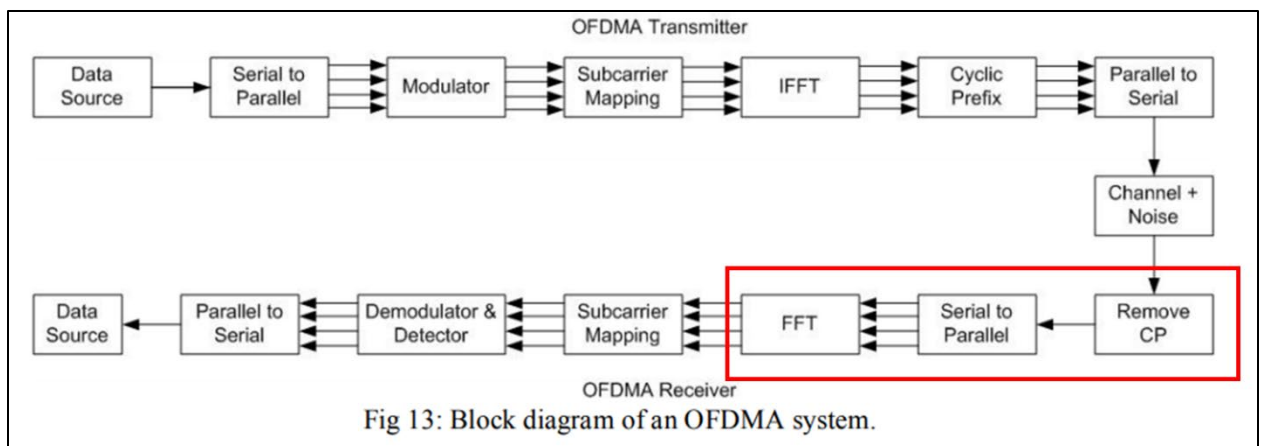 OFDMA Transmitter
Data
Source
Serial to
Parallel
Modulator
Subcarrier
Mapping
IFFT
Cyclic
Prefix
Parallel to
Serial
Channel +
Noise
Data
Source
Parallel to
Serial
Demodulator &
Detector
Subcarrier
Mapping
FFT
Serial to
Parallel
Remove
CP
OFDMA Receiver
Fig 13: Block diagram of an OFDMA system.